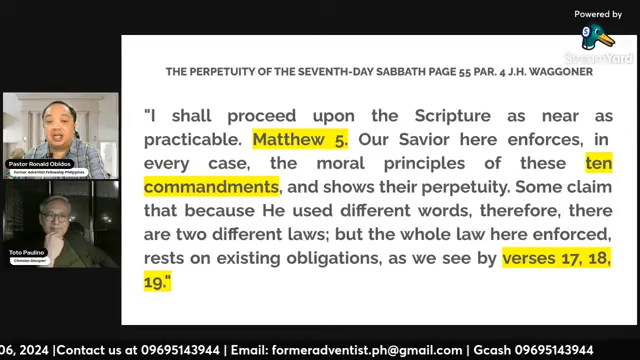 Powered by
StreamYard
THE PERPETUITY OF THE SEVENTH-DAY SABBATH PAGE 55 PAR. 4 J.H. WAGGONER
"I shall proceed upon the Scripture as near as
practicable. Matthew 5. Our Savior here enforces, in
every case, the moral principles of these ten
commandments, and shows their perpetuity. Some claim
that because He used different words, therefore, there
are two different laws; but the whole law here enforced,
rests on existing obligations, as we see by verses 17, 18,
19."
Pastor Ronald Obidos
Former Adventist Fellowship Philippines
Teto Paulino
Common Disciple
06, 2024 |Contact us at 09695143944 | Email: formeradventist.ph@gmail.com | Gcash 09695143944